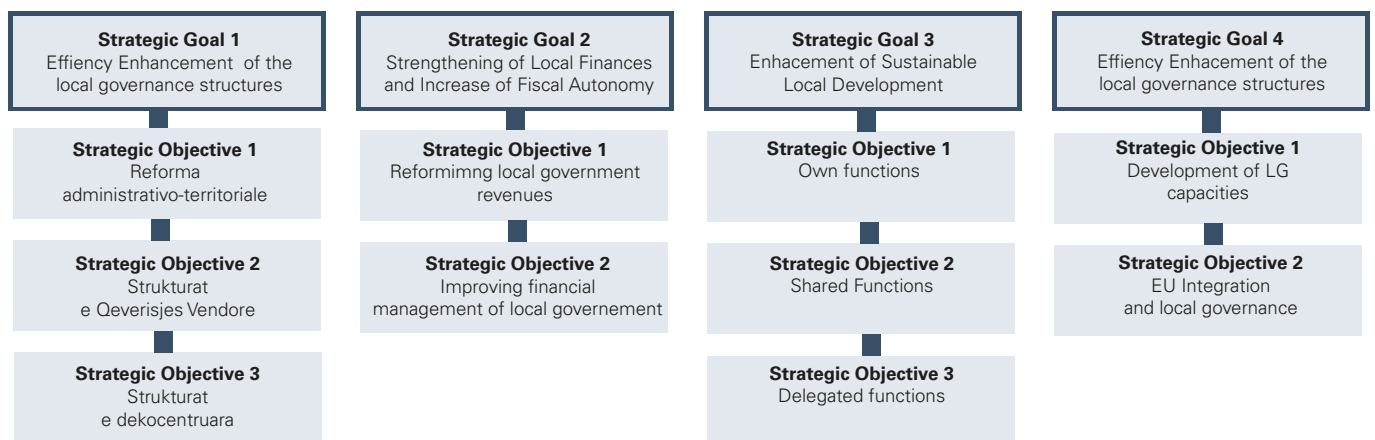 Strategic Goal 1
Effiency Enhancement of the
local governance structures
Strategic Objective 1
Reforma
administrativo-territoriale
Strategic Objective 2
Strukturat
e Qeverisjes Vendore
Strategic Objective 3
Strukturat
e dekocentruara
Strategic Goal 2
Strengthening of Local Finances
and Increase of Fiscal Autonomy
Strategic Objective 1
Reformimng local government
revenues
Strategic Objective 2
Improving financial
management of local governement
Strategic Goal 3
Enhacement of Sustainable
Local Development
Strategic Objective 1
Own functions
Strategic Objective 2
Shared Functions
Strategic Objective 3
Delegated functions
Strategic Goal 4
Effiency Enhacement of the
local governance structures
Strategic Objective 1
Development of LG
capacities
Strategic Objective 2
EU Integration
and local governance